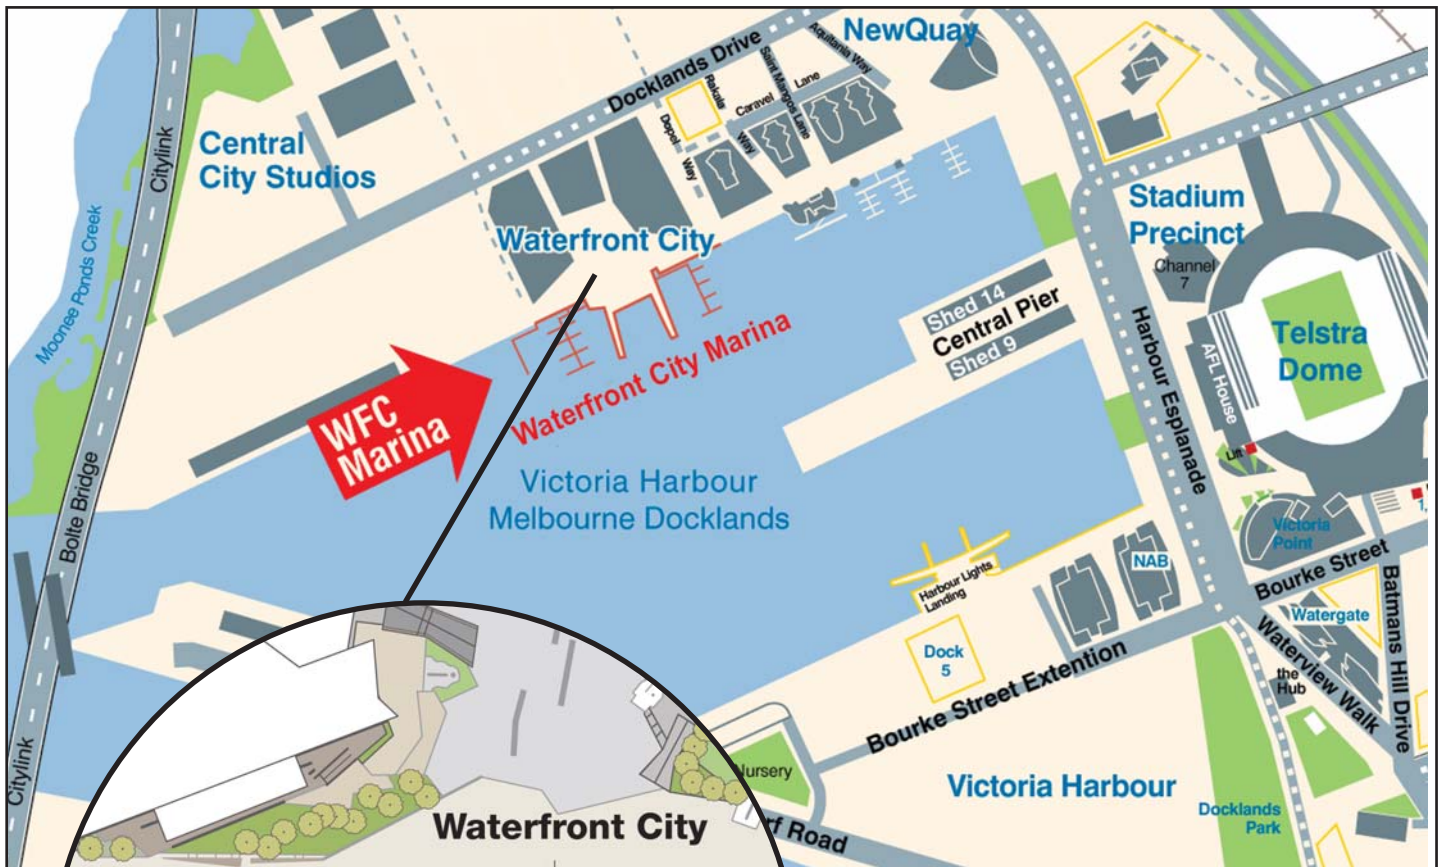 NewQuay
Docklands Drive
Aquitania Way
Saint Mangos Lane
Rakaia
Way
Caravel Lane
Dopel
Way
Citylink
Central
City Studios
Stadium
Precinct
Channel
7
Moonee Ponds Creek
Waterfront City
Shed 14
Central Pier
Shed 9
Waterfront City Marina
Harbour Esplanade
Telstra
Dome
AFL House
WFC
Marina
Lift
Victoria Harbour
Melbourne Docklands
Bolte Bridge
Victoria
Point
1,
NAB
Bourke Street
Harbour Lights
Landing
Batmans Hill Drive
Watergate
Waterview Walk
Dock
5
the
Hub
Bourke Street Extention
Citylink
Nursery
Victoria Harbour
Docklands
Park
Waterfront City
rf Road